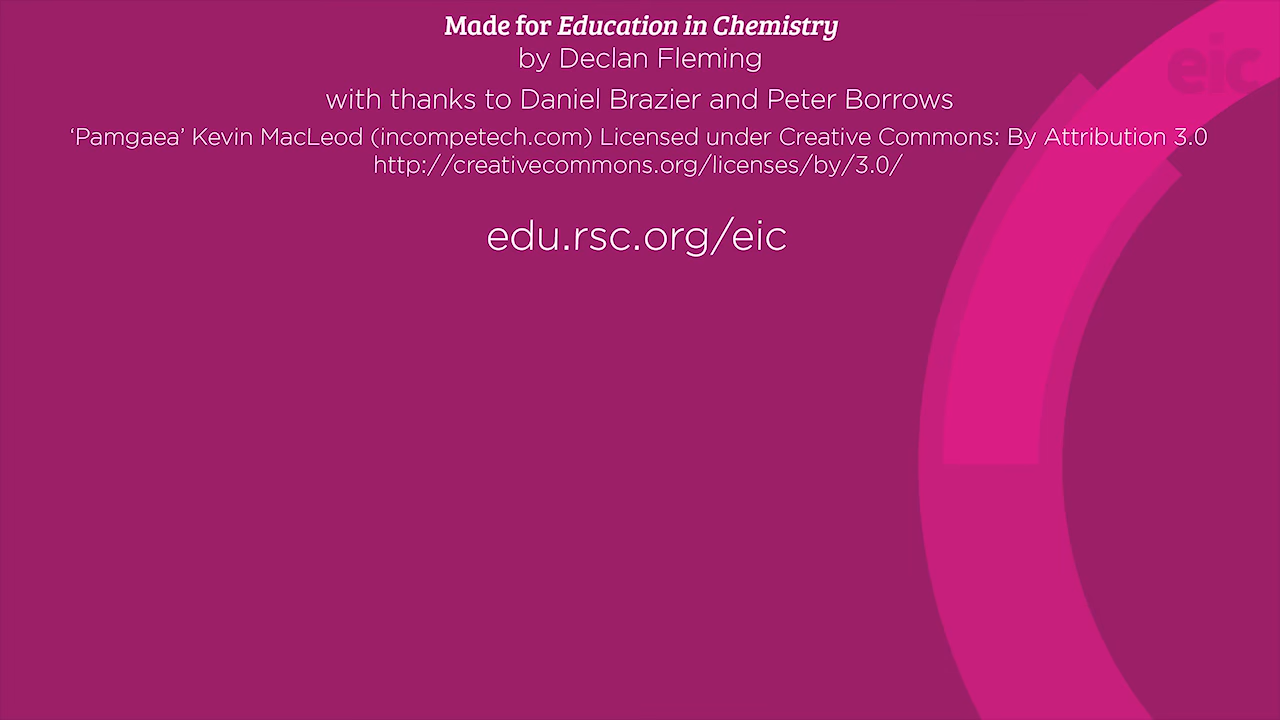 Made for Education in Chemistry
eic
by Declan Fleming
with thanks to Daniel Brazier and Peter Borrows
‘Pamgaea’ Kevin MacLeod (incompetech.com) Licensed under Creative Commons: By Attribution 3.0
http://creativecommons.org/licenses/by/3.0/
edu.rsc.org/eic